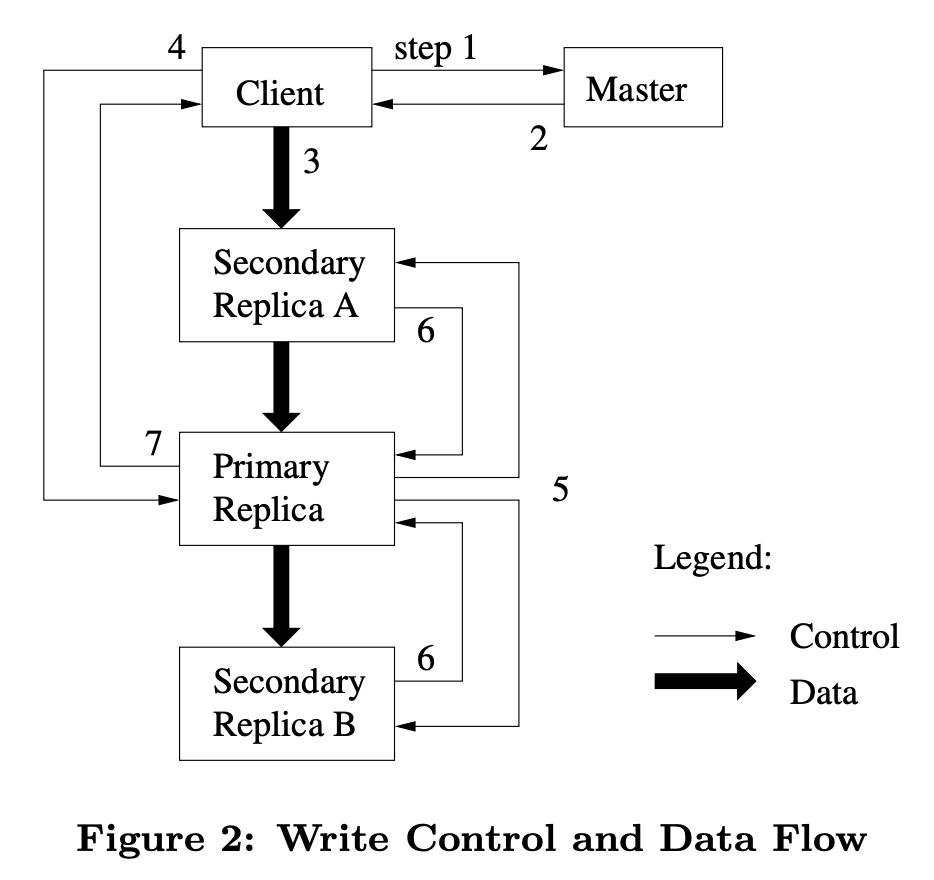 4
step 1
Client
Master
2
3
Secondary
Replica A
6
7
Primary
Replica
5
Legend:
Control
6
Secondary
Replica B
Data
Figure 2: Write Control and Data Flow